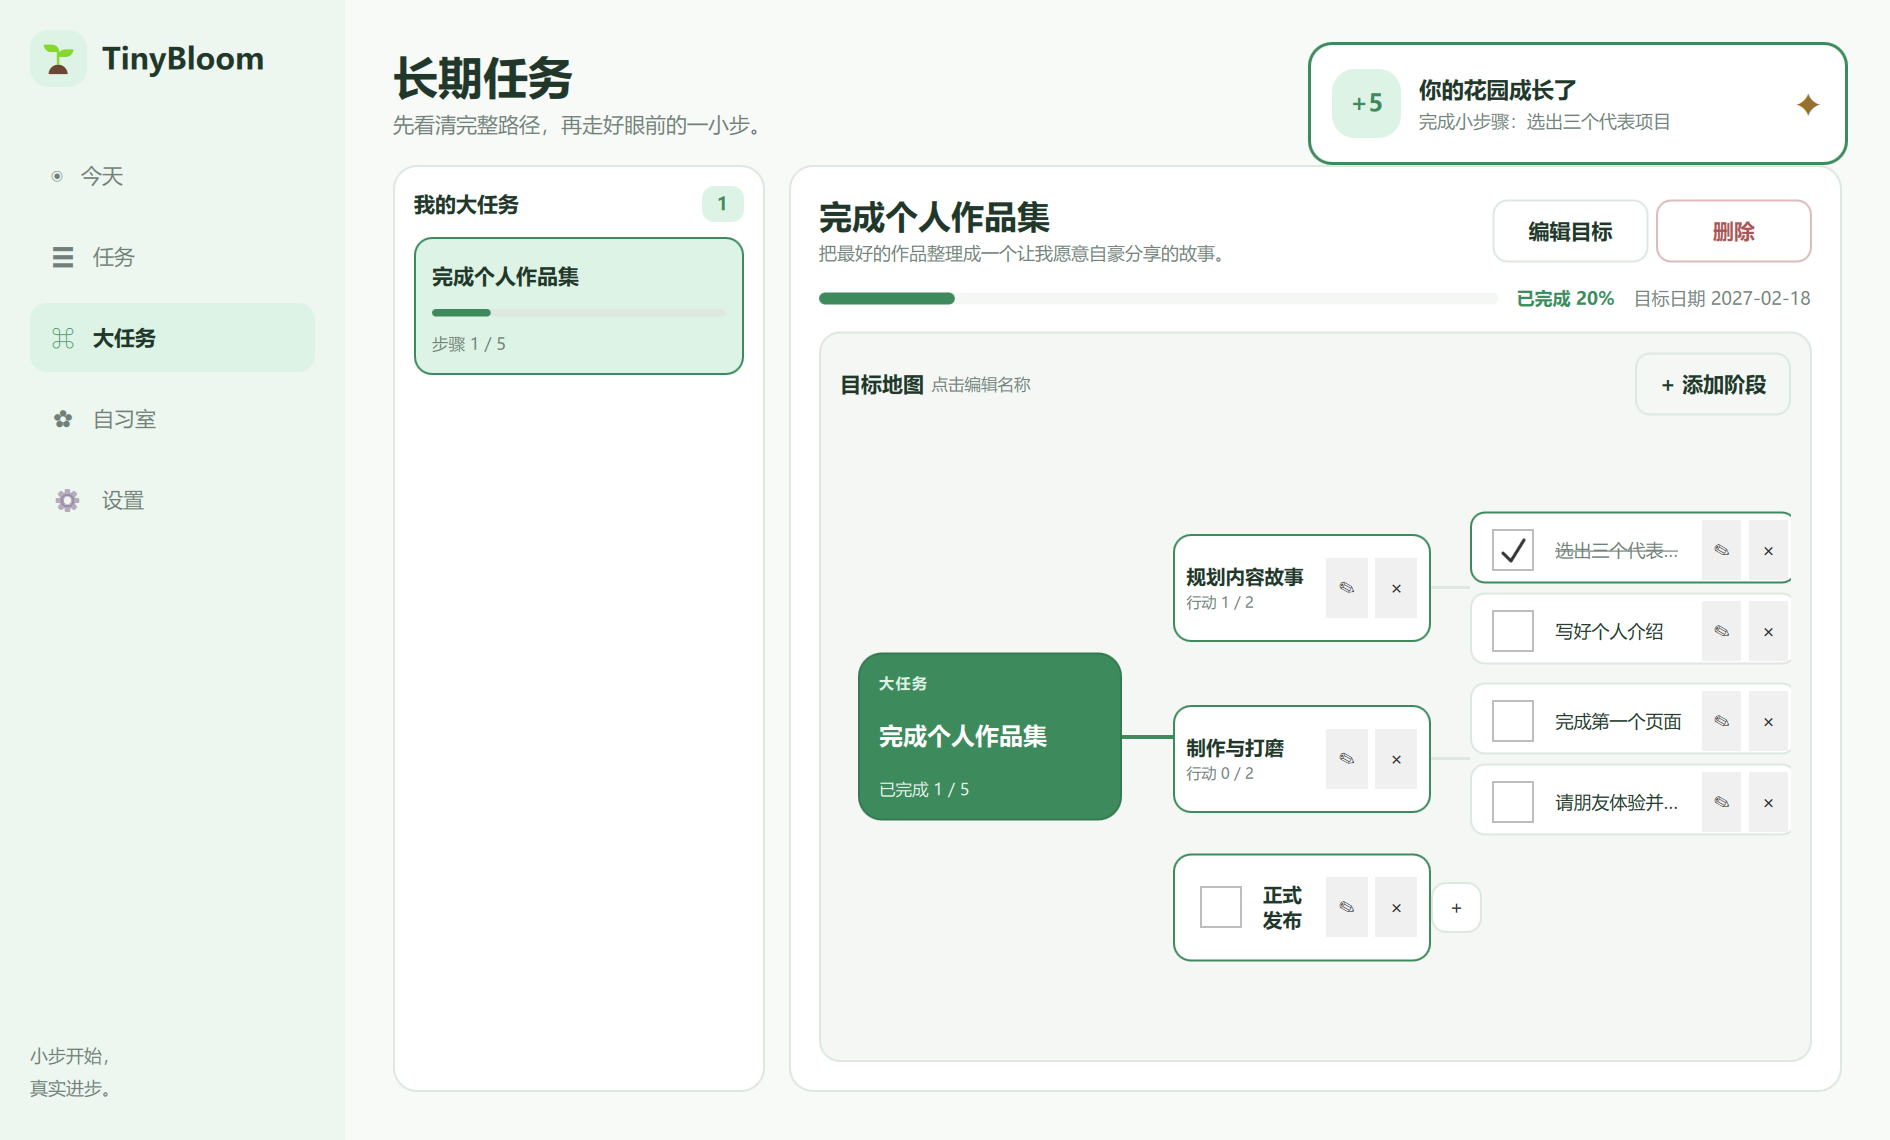 TinyBloom
今天
任务
大任务
自习室
设置
小步开始，
真实进步。
长期任务
先看清完整路径，再走好眼前的一小步。
+5
你的花园成长了
完成小步骤：选出三个代表项目
我的大任务
1
完成个人作品集
步骤 1 / 5
完成个人作品集
把最好的作品整理成一个让我愿意自豪分享的故事。
编辑目标
删除
已完成 20%
目标日期 2027-02-18
目标地图 点击编辑名称
+ 添加阶段
大任务
完成个人作品集
已完成 1 / 5
规划内容故事
行动 1 / 2
选出三个代表...
写好个人介绍
制作与打磨
行动 0 / 2
完成第一个页面
请朋友体验并...
正式
发布
+